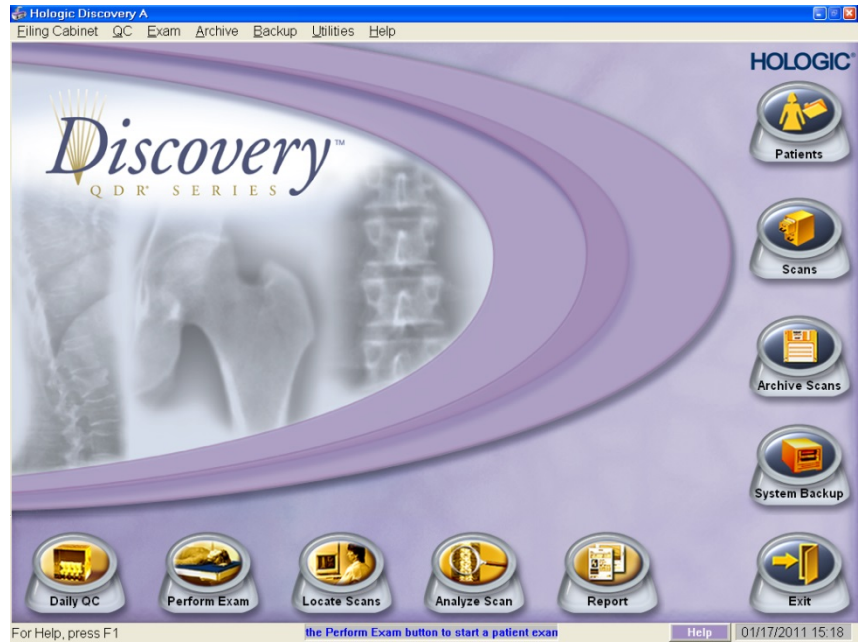 Hologic Discovery A
Eiling Cabinet QC Exam Archive Backup Utilities Help
HOLOGIC®
Discovery™
QDR® SERIES
Patients
Scans
Archive Scans
System Backup
Daily QC Perform Exam Locate Scans Analyze Scan Report Exit
For Help, press F1 the Perform Exam button to start a patient exan Help 01/17/2011 15:18